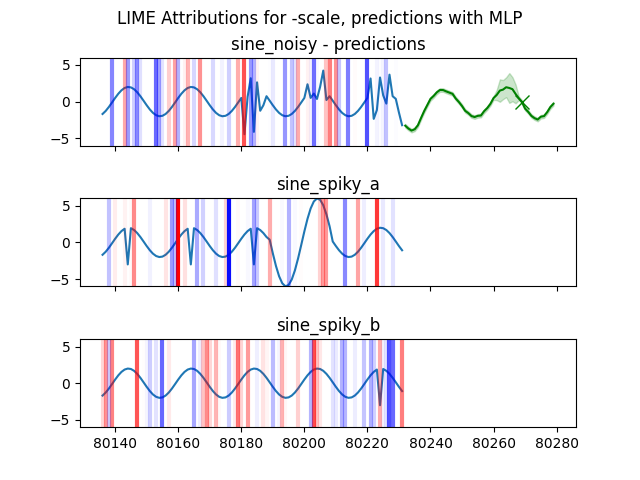 LIME Attributions for -scale, predictions with MLP
sine_noisy - predictions
5
0
−5
sine_spiky_a
5
0
−5
sine_spiky_b
5
0
−5
80140 80160 80180 80200 80220 80240 80260 80280